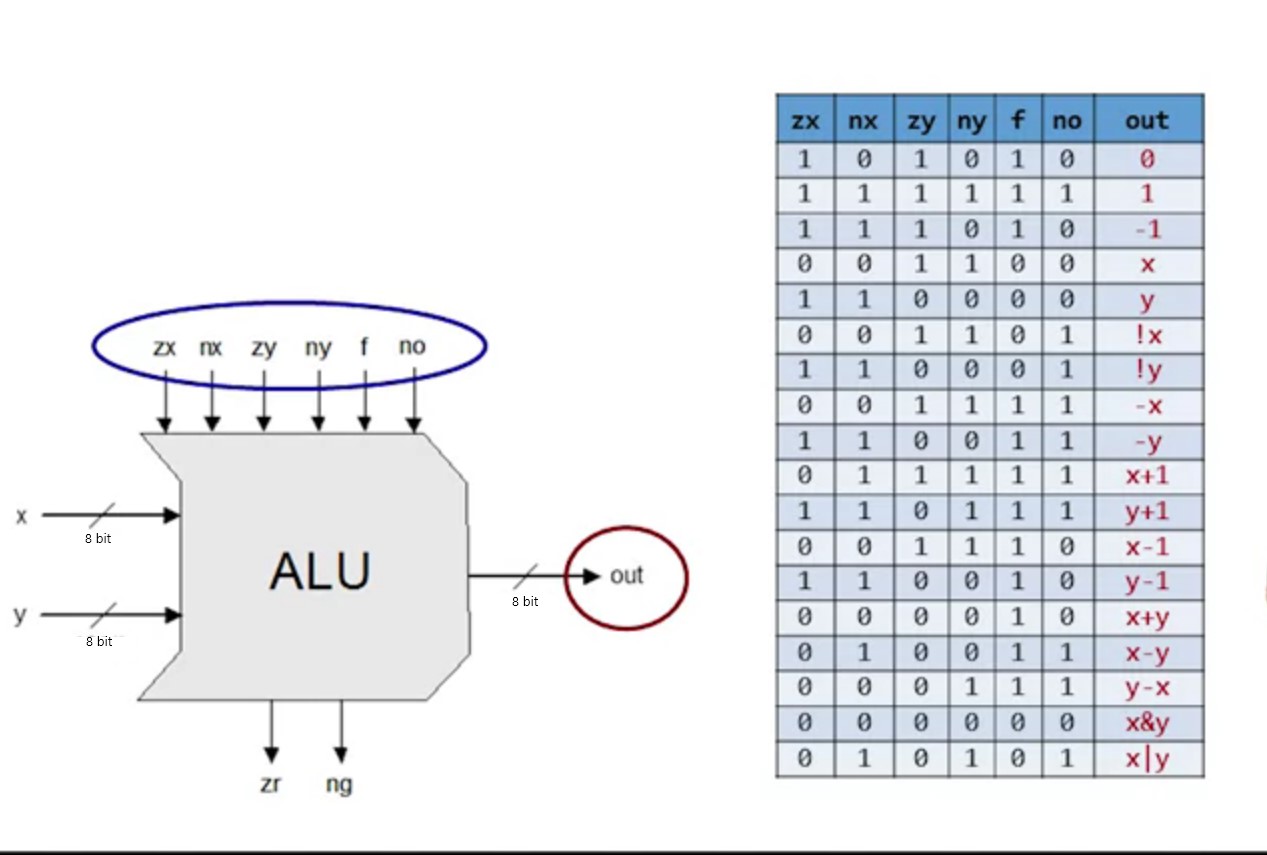 zx nx zy ny f no
x
8 bit
y
8 bit
ALU
out
8 bit
zr ng
zx nx zy ny f no out
1 0 1 0 1 0 0
1 1 1 1 1 1 1
1 1 1 0 1 0 -1
0 0 1 1 0 0 x
1 1 0 0 0 0 y
0 0 1 1 0 1 !x
1 1 0 0 0 1 !y
0 0 1 1 1 1 -x
1 1 0 0 1 1 -y
0 1 1 1 1 1 x+1
1 1 0 1 1 1 y+1
0 0 1 1 1 0 x-1
1 1 0 0 1 0 y-1
0 0 0 0 1 0 x+y
0 1 0 0 1 1 x-y
0 0 0 1 1 1 y-x
0 0 0 0 0 0 x&y
0 1 0 1 0 1 x|y